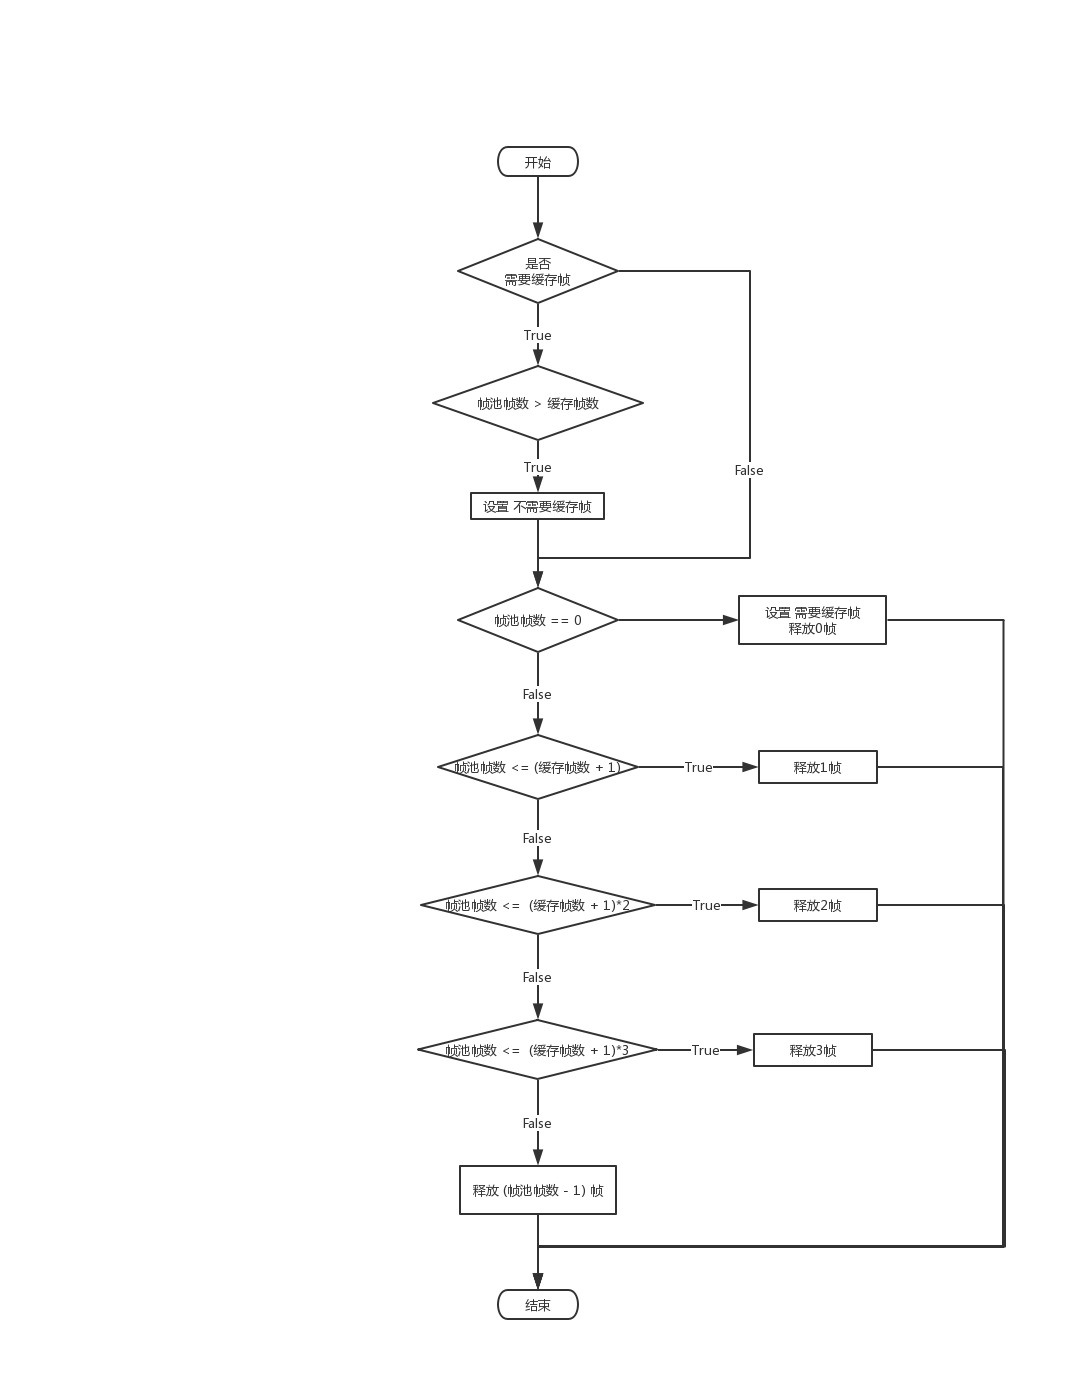 开始
是否
需要缓存帧
True
帧池帧数 > 缓存帧数
True
False
设置 不需要缓存帧
帧池帧数 == 0
设置 需要缓存帧
释放0帧
False
帧池帧数 <= (缓存帧数 + 1)
True
释放1帧
False
帧池帧数 <= (缓存帧数 + 1)*2
True
释放2帧
False
帧池帧数 <= (缓存帧数 + 1)*3
True
释放3帧
False
释放 (帧池帧数 - 1) 帧
结束